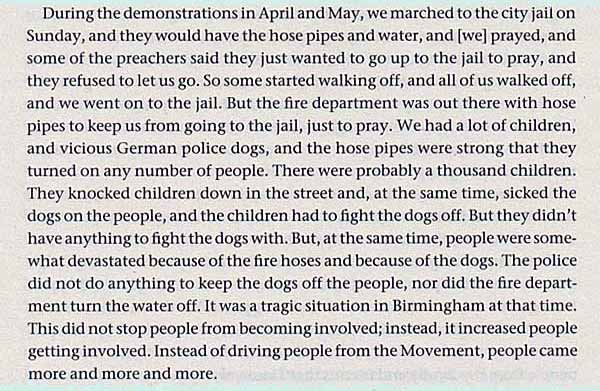 During the demonstrations in April and May, we marched to the city jail on
Sunday, and they would have the hose pipes and water, and [we] prayed, and
some of the preachers said they just wanted to go up to the jail to pray, and
they refused to let us go. So some started walking off, and all of us walked off,
and we went on to the jail. But the fire department was out there with hose
pipes to keep us from going to the jail, just to pray. We had a lot of children,
and vicious German police dogs, and the hose pipes were strong that they
turned on any number of people. There were probably a thousand children.
They knocked children down in the street and, at the same time, sicked the
dogs on the people, and the children had to fight the dogs off. But they didn't
have anything to fight the dogs with. But, at the same time, people were some-
what devastated because of the fire hoses and because of the dogs. The police
did not do anything to keep the dogs off the people, nor did the fire depart-
ment turn the water off. It was a tragic situation in Birmingham at that time.
This did not stop people from becoming involved; instead, it increased people
getting involved. Instead of driving people from the Movement, people came
more and more and more.